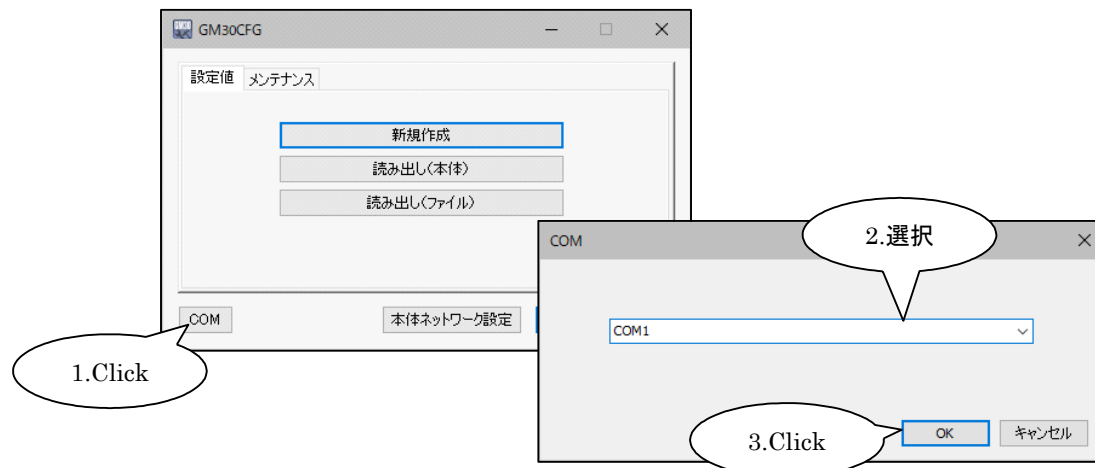 GM30CFG
設定値 メンテナンス
新規作成
読み出し(本体)
読み出し(ファイル)
COM
本体ネットワーク設定
1.Click
COM
2.選択
COM1
3.Click
OK
キャンセル